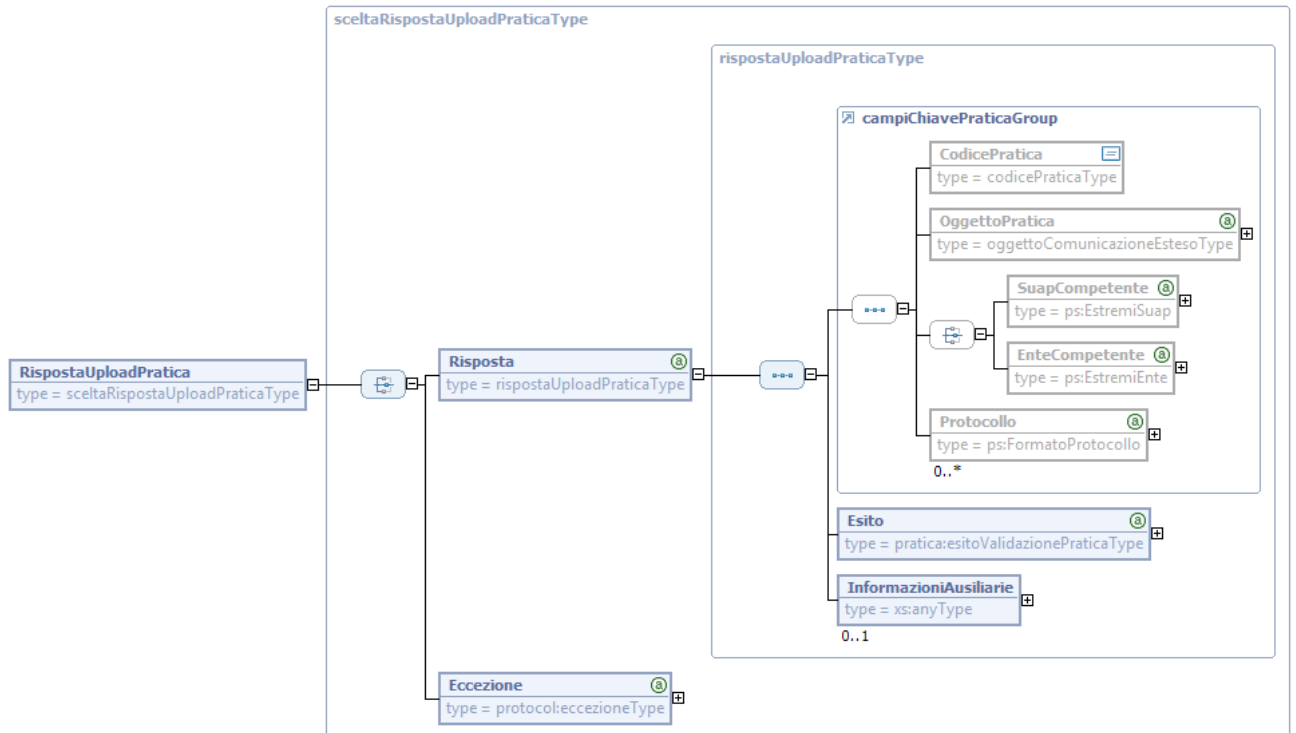 sceltaRispostaUploadPraticaType
rispostaUploadPraticaType
campiChiavePraticaGroup
CodicePratica
type = codicePraticaType
OggettoPratica
type = oggettoComunicazioneEstesoType
SuapCompetente
type = ps:EstremiSuap
EnteCompetente
type = ps:EstremiEnte
Protocollo
type = ps:FormatoProtocollo
0..*
RispostaUploadPratica
type = sceltaRispostaUploadPraticaType
Risposta
type = rispostaUploadPraticaType
Esito
type = pratica:esitoValidazionePraticaType
InformazioniAusiliarie
type = xs:anyType
0..1
Eccezione
type = protocol:eccezioneType